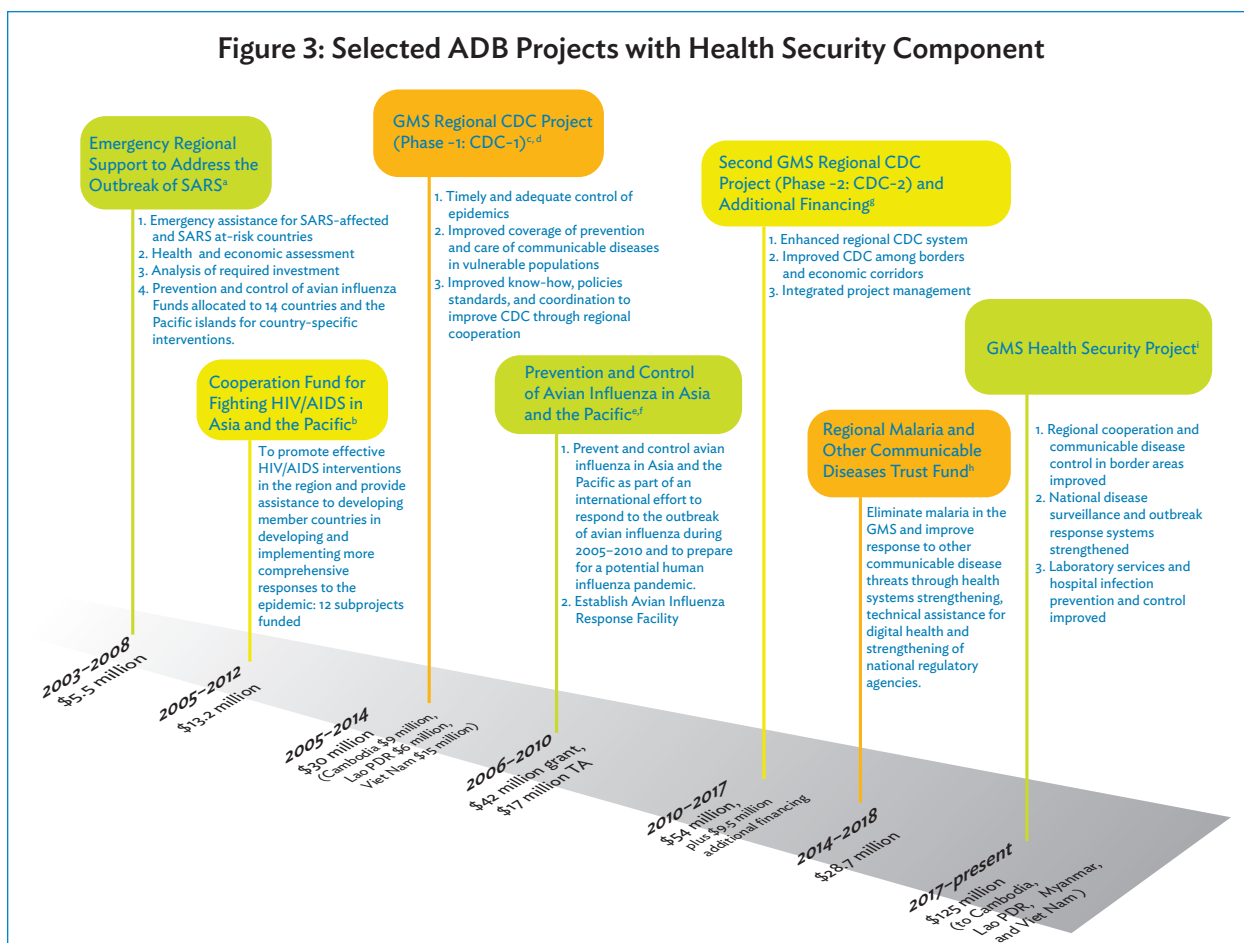 Figure 3: Selected ADB Projects with Health Security Component
Emergency Regional
Support to Address the
Outbreak of SARSᵃ
1. Emergency assistance for SARS-affected
and SARS at-risk countries
2. Health and economic assessment
3. Analysis of required investment
4. Prevention and control of avian influenza
Funds allocated to 14 countries and the
Pacific islands for country-specific
interventions.
2003–2008
$5.5 million
Cooperation Fund for
Fighting HIV/AIDS in
Asia and the Pacificᵇ
To promote effective
HIV/AIDS interventions
in the region and provide
assistance to developing
member countries in
developing and
implementing more
comprehensive
responses to the
epidemic: 12 subprojects
funded
2005–2012
$13.2 million
GMS Regional CDC Project
(Phase -1: CDC-1)ᶜ,ᵈ
1. Timely and adequate control of
epidemics
2. Improved coverage of prevention
and care of communicable diseases
in vulnerable populations
3. Improved know-how, policies
standards, and coordination to
improve CDC through regional
cooperation
2005–2014
$30 million
(Cambodia $9 million,
Lao PDR $6 million,
Viet Nam $15 million)
Prevention and Control
of Avian Influenza in Asia
and the Pacificᵉ,ᶠ
1. Prevent and control avian
influenza in Asia and the
Pacific as part of an
international effort to
respond to the outbreak
of avian influenza during
2005–2010 and to prepare
for a potential human
influenza pandemic.
2. Establish Avian Influenza
Response Facility
2006–2010
$42 million grant,
$17 million TA
Second GMS Regional CDC
Project (Phase -2: CDC-2) and
Additional Financingᵍ
1. Enhanced regional CDC system
2. Improved CDC among borders
and economic corridors
3. Integrated project management
2010–2017
$54 million,
plus $9.5 million
additional financing
Regional Malaria and
Other Communicable
Diseases Trust Fundʰ
Eliminate malaria in the
GMS and improve
response to other
communicable disease
threats through health
systems strengthening,
technical assistance for
digital health and
strengthening of
national regulatory
agencies.
2014–2018
$28.7 million
GMS Health Security Projectⁱ
1. Regional cooperation and
communicable disease
control in border areas
improved
2. National disease
surveillance and outbreak
response systems
strengthened
3. Laboratory services and
hospital infection
prevention and control
improved
2017–present
$125 million
(to Cambodia,
Lao PDR, Myanmar,
and Viet Nam )